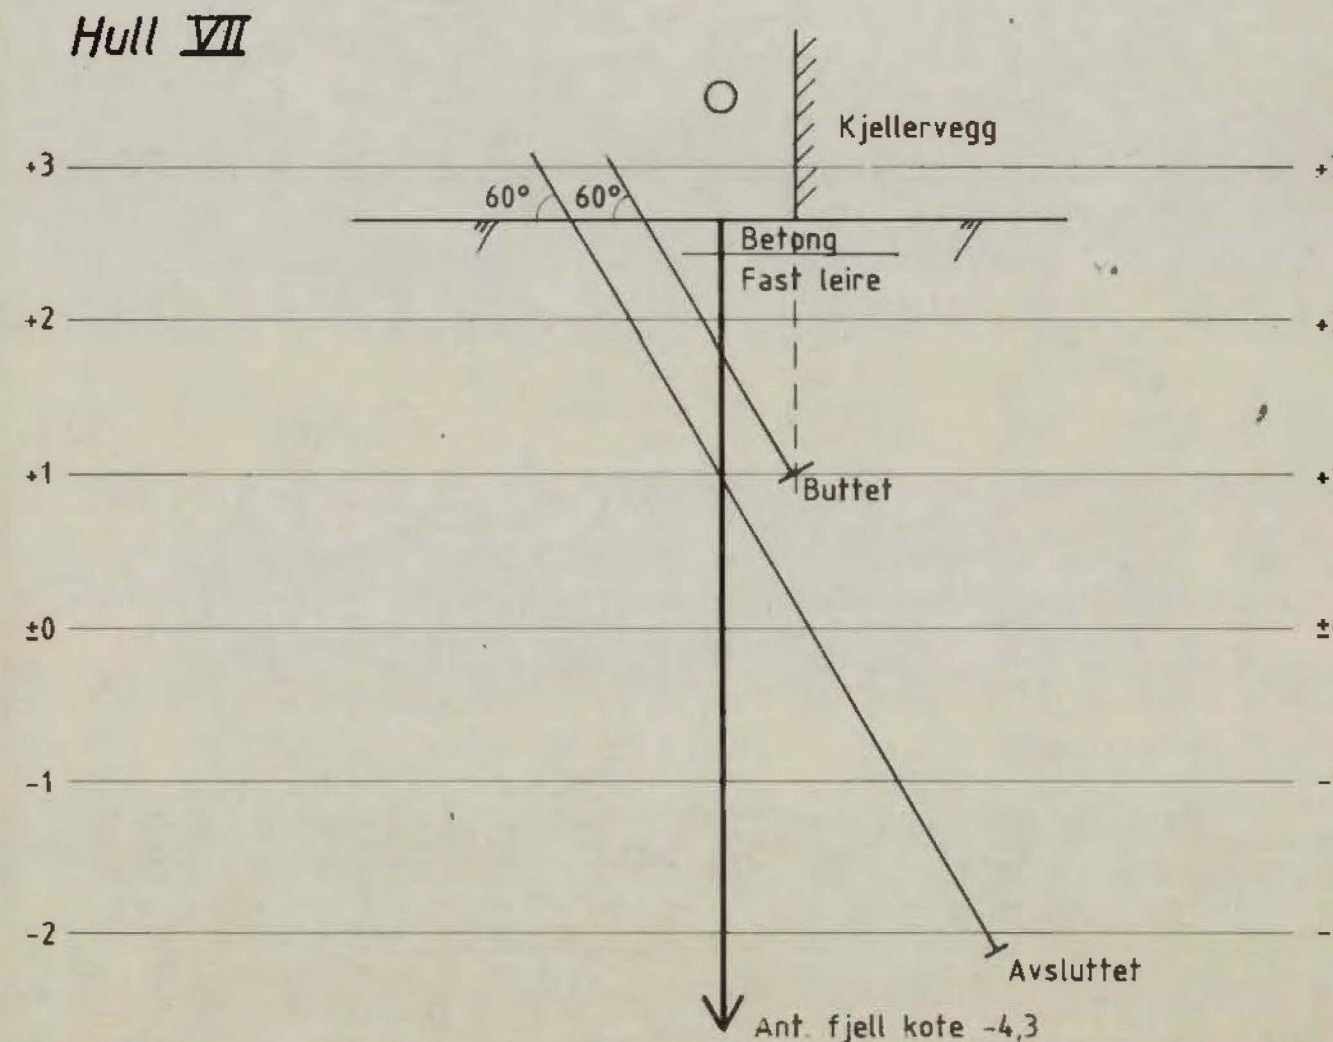 Hull VII
Kjellervegg
+3 +
60° 60°
Betong
Fast leire
+2 +
+1 +
Buttet
±0 ±
-1 -
-2 -
Avsluttet
Ant. fjell kote -4,3